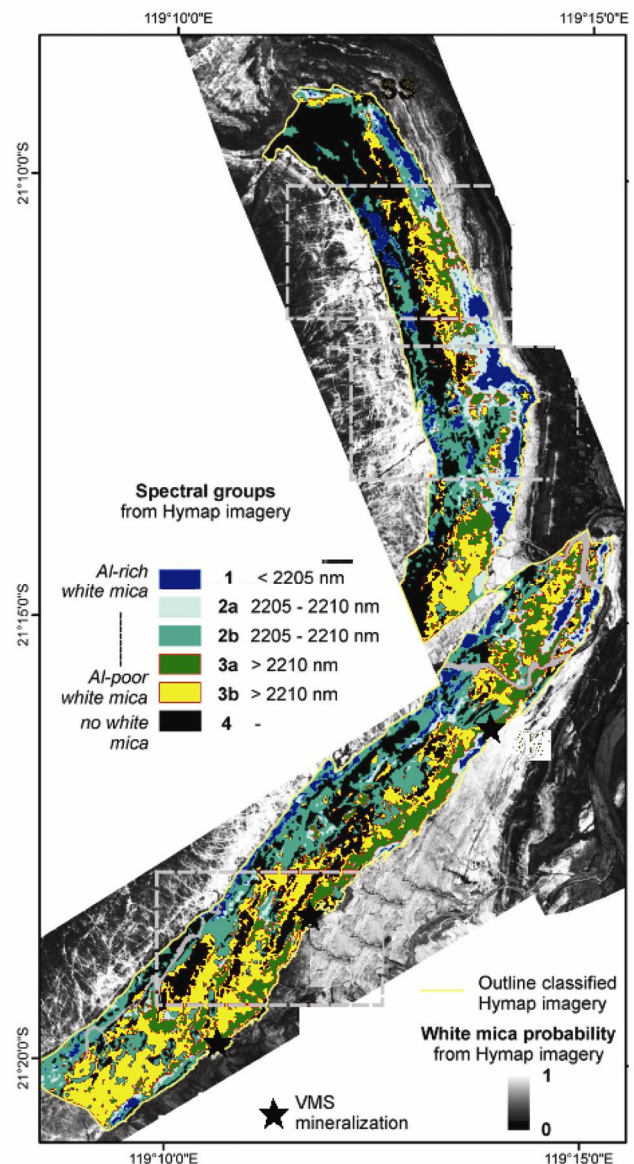 119°10'0"E 119°15'0"E
SS
21°10'0"S
Spectral groups
from Hymap imagery
Al-rich
white mica
1 < 2205 nm
2a 2205 - 2210 nm
2b 2205 - 2210 nm
3a > 2210 nm
Al-poor
white mica
3b > 2210 nm
no white
mica
4 -
21°15'0"S
Outline classified
Hymap imagery
White mica probability
from Hymap imagery
1
0
21°20'0"S
VMS
mineralization
119°10'0"E 119°15'0"E